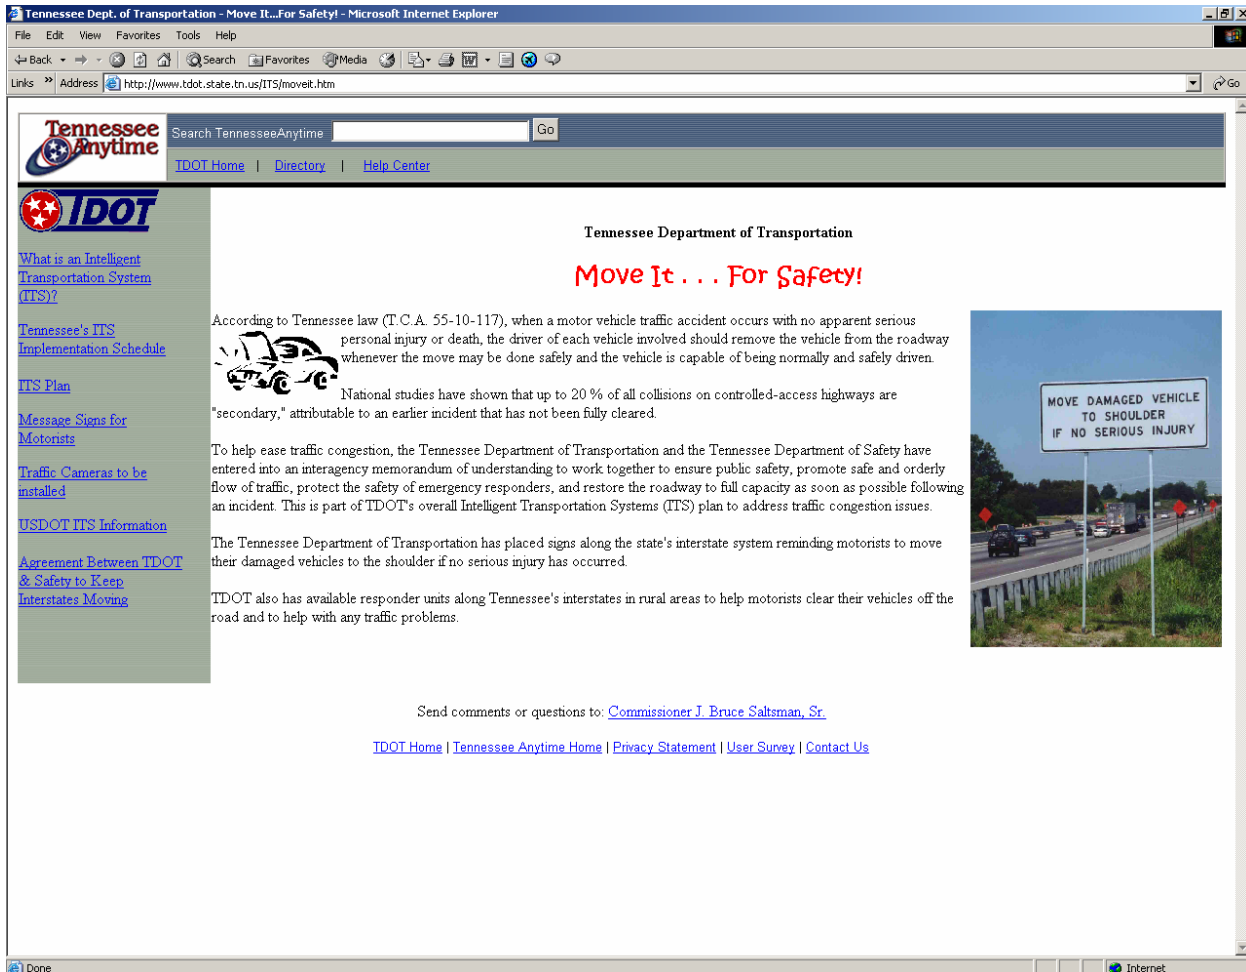 Tennessee Dept. of Transportation - Move It...For Safety! - Microsoft Internet Explorer
File Edit View Favorites Tools Help
Back Search Favorites Media
Links » Address http://www.tdot.state.tn.us/ITS/moveit.htm Go
Tennessee Anytime
Search TennesseeAnytime Go
TDOT Home | Directory | Help Center
TDOT
What is an Intelligent
Transportation System
(ITS)?
Tennessee's ITS
Implementation Schedule
ITS Plan
Message Signs for
Motorists
Traffic Cameras to be
installed
USDOT ITS Information
Agreement Between TDOT
& Safety to Keep
Interstates Moving
Tennessee Department of Transportation
Move It . . . For Safety!
According to Tennessee law (T.C.A. 55-10-117), when a motor vehicle traffic accident occurs with no apparent serious
personal injury or death, the driver of each vehicle involved should remove the vehicle from the roadway
whenever the move may be done safely and the vehicle is capable of being normally and safely driven.
National studies have shown that up to 20 % of all collisions on controlled-access highways are
"secondary," attributable to an earlier incident that has not been fully cleared.
To help ease traffic congestion, the Tennessee Department of Transportation and the Tennessee Department of Safety have
entered into an interagency memorandum of understanding to work together to ensure public safety, promote safe and orderly
flow of traffic, protect the safety of emergency responders, and restore the roadway to full capacity as soon as possible following
an incident. This is part of TDOT's overall Intelligent Transportation Systems (ITS) plan to address traffic congestion issues.
The Tennessee Department of Transportation has placed signs along the state's interstate system reminding motorists to move
their damaged vehicles to the shoulder if no serious injury has occurred.
TDOT also has available responder units along Tennessee's interstates in rural areas to help motorists clear their vehicles off the
road and to help with any traffic problems.
MOVE DAMAGED VEHICLE
TO SHOULDER
IF NO SERIOUS INJURY
Send comments or questions to: Commissioner J. Bruce Saltsman, Sr.
TDOT Home | Tennessee Anytime Home | Privacy Statement | User Survey | Contact Us
Done Internet